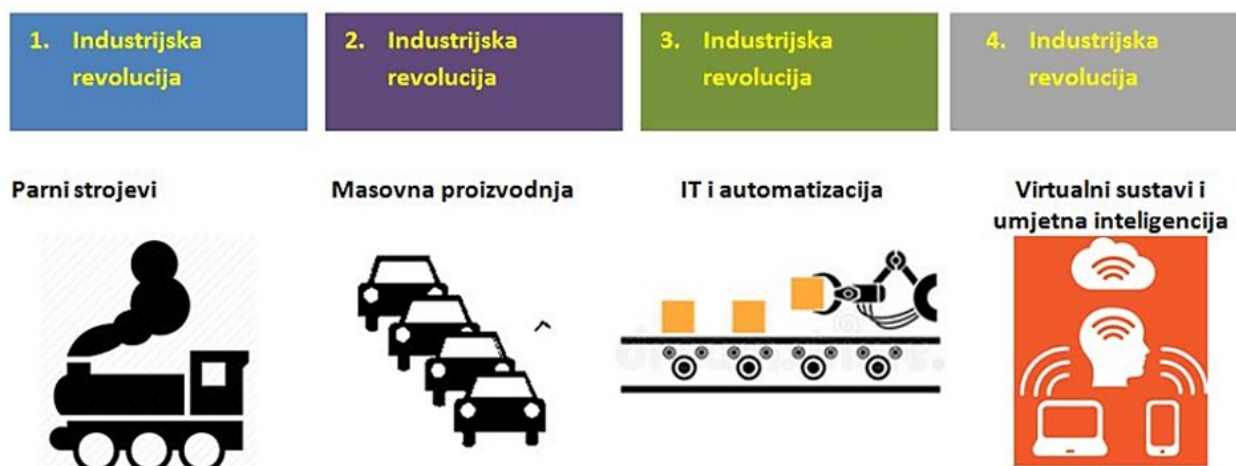 1. Industrijska
revolucija
2. Industrijska
revolucija
3. Industrijska
revolucija
4. Industrijska
revolucija
Parni strojevi
Masovna proizvodnja
IT i automatizacija
Virtualni sustavi i
umjetna inteligencija